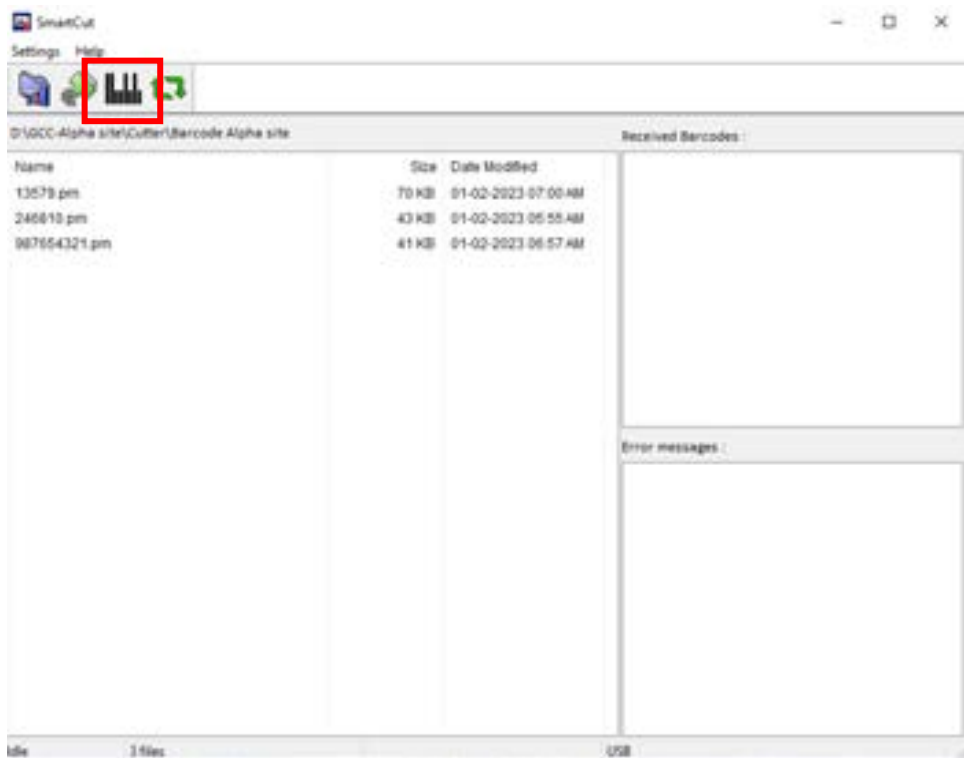 SmartCut
Settings Help
D:\GCC-Alpha site\Cutter\Barcode Alpha site
Received Barcodes :
Name Size Date Modified
13579.prn 70 KB 01-02-2023 07:00 AM
246810.prn 43 KB 01-02-2023 06:55 AM
987654321.prn 41 KB 01-02-2023 06:57 AM
Error messages :
Idle 3 files USB